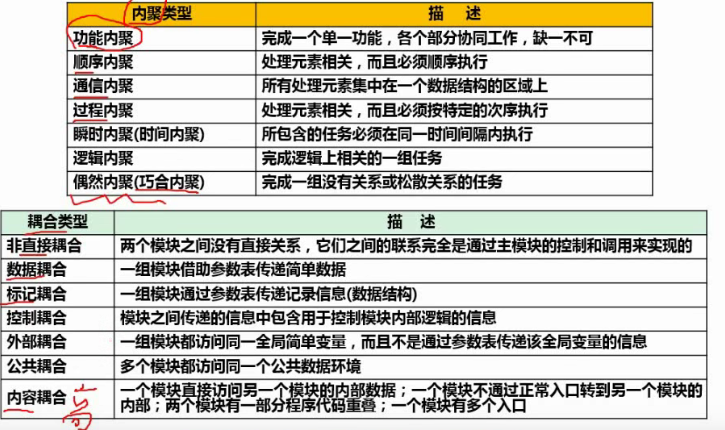 内聚类型 描 述
功能内聚 完成一个单一功能，各个部分协同工作，缺一不可
顺序内聚 处理元素相关，而且必须顺序执行
通信内聚 所有处理元素集中在一个数据结构的区域上
过程内聚 处理元素相关，而且必须按特定的次序执行
瞬时内聚(时间内聚) 所包含的任务必须在同一时间间隔内执行
逻辑内聚 完成逻辑上相关的一组任务
偶然内聚(巧合内聚) 完成一组没有关系或松散关系的任务
耦合类型 描 述
非直接耦合 两个模块之间没有直接关系，它们之间的联系完全是通过主模块的控制和调用来实现的
数据耦合 一组模块借助参数表传递简单数据
标记耦合 一组模块通过参数表传递记录信息(数据结构)
控制耦合 模块之间传递的信息中包含用于控制模块内部逻辑的信息
外部耦合 一组模块都访问同一全局简单变量，而且不是通过参数表传递该全局变量的信息
公共耦合 多个模块都访问同一个公共数据环境
内容耦合 一个模块直接访问另一个模块的内部数据；一个模块不通过正常入口转到另一个模块的
内部；两个模块有一部分程序代码重叠；一个模块有多个入口
高